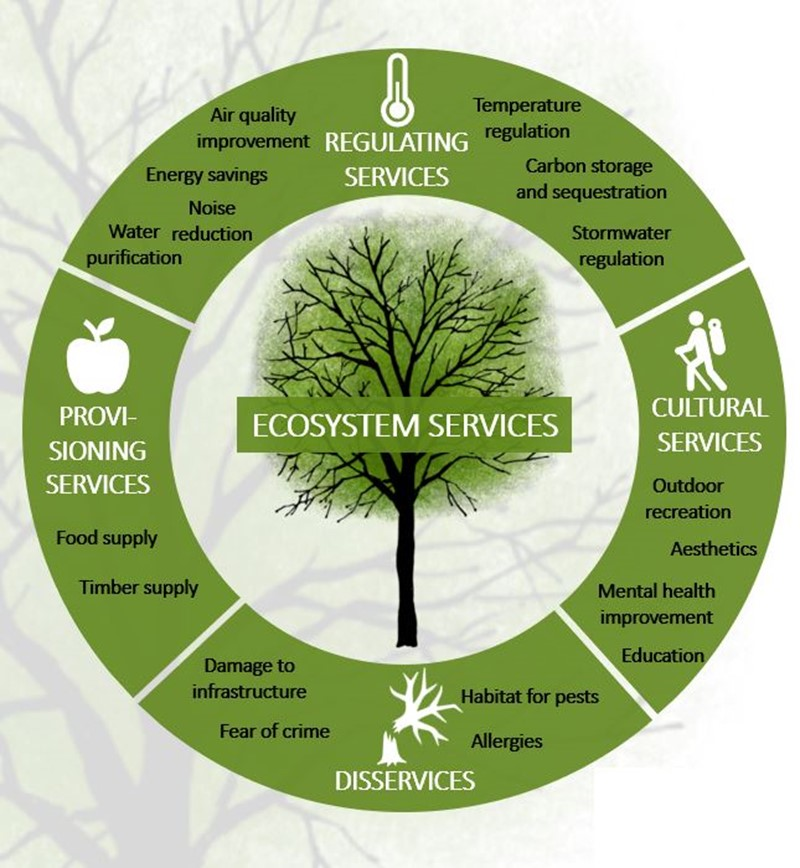 REGULATING
SERVICES
Air quality
improvement
Energy savings
Noise
reduction
Water
purification
Temperature
regulation
Carbon storage
and sequestration
Stormwater
regulation
PROVI-
SIONING
SERVICES
Food supply
Timber supply
ECOSYSTEM SERVICES
CULTURAL
SERVICES
Outdoor
recreation
Aesthetics
Mental health
improvement
Education
Damage to
infrastructure
Fear of crime
Habitat for pests
Allergies
DISSERVICES